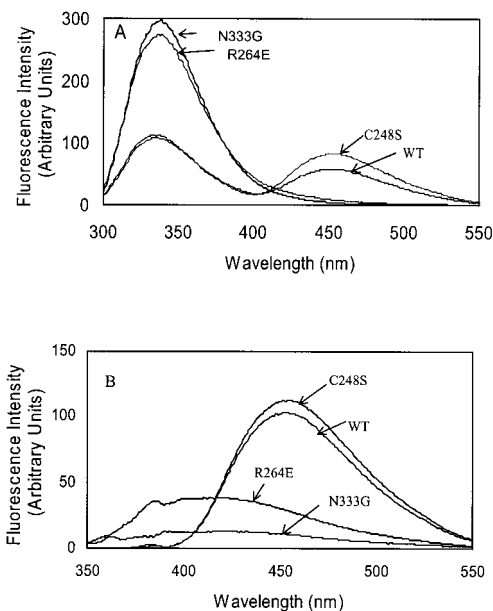 A
Fluorescence Intensity
(Arbitrary Units)
300
200
100
0
N333G
R264E
C248S
WT
300 350 400 450 500 550
Wavelength (nm)
B
Fluorescence Intensity
(Arbitrary Units)
150
100
50
0
C248S
WT
R264E
N333G
350 400 450 500 550
Wavelength (nm)